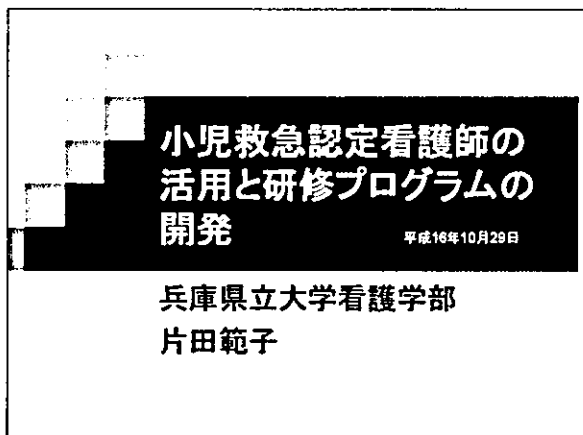 小児救急認定看護師の
活用と研修プログラムの
開発
平成16年10月29日
兵庫県立大学看護学部
片田範子